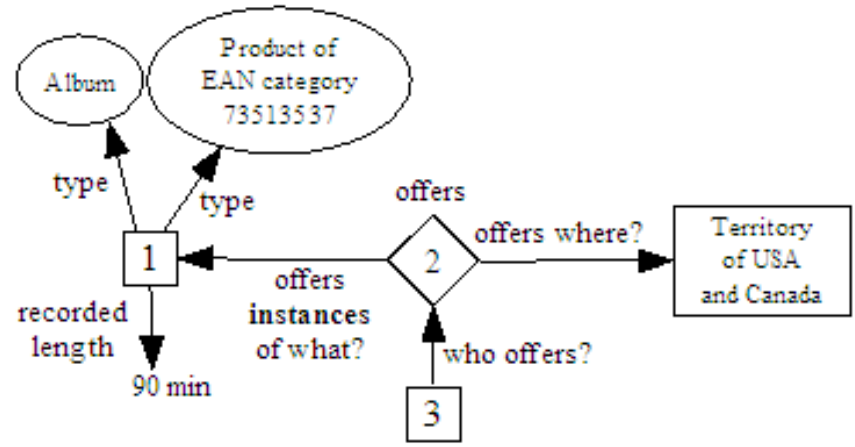 Album
Product of
EAN category
73513537
type
type
offers
1
2
offers where?
Territory
of USA
and Canada
offers
instances
of what?
recorded
length
who offers?
90 min
3